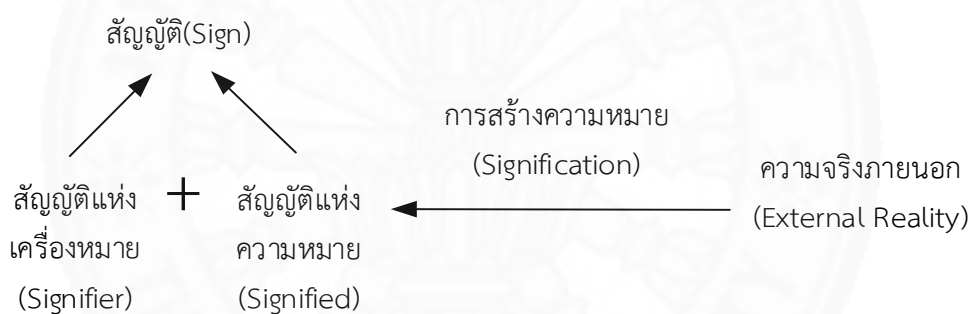 สัญญัติ(Sign)
การสร้างความหมาย
(Signification)
ความจริงภายนอก
(External Reality)
สัญญัติแห่ง
เครื่องหมาย
(Signifier)
+
สัญญัติแห่ง
ความหมาย
(Signified)